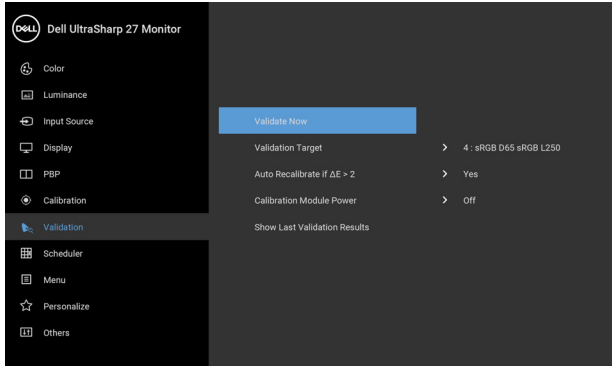 DELL Dell UltraSharp 27 Monitor
Color
Luminance
Input Source
Validate Now
Display
Validation Target
4 : sRGB D65 sRGB L250
PBP
Auto Recalibrate if ΔE > 2
Yes
Calibration
Calibration Module Power
Off
Validation
Show Last Validation Results
Scheduler
Menu
Personalize
Others